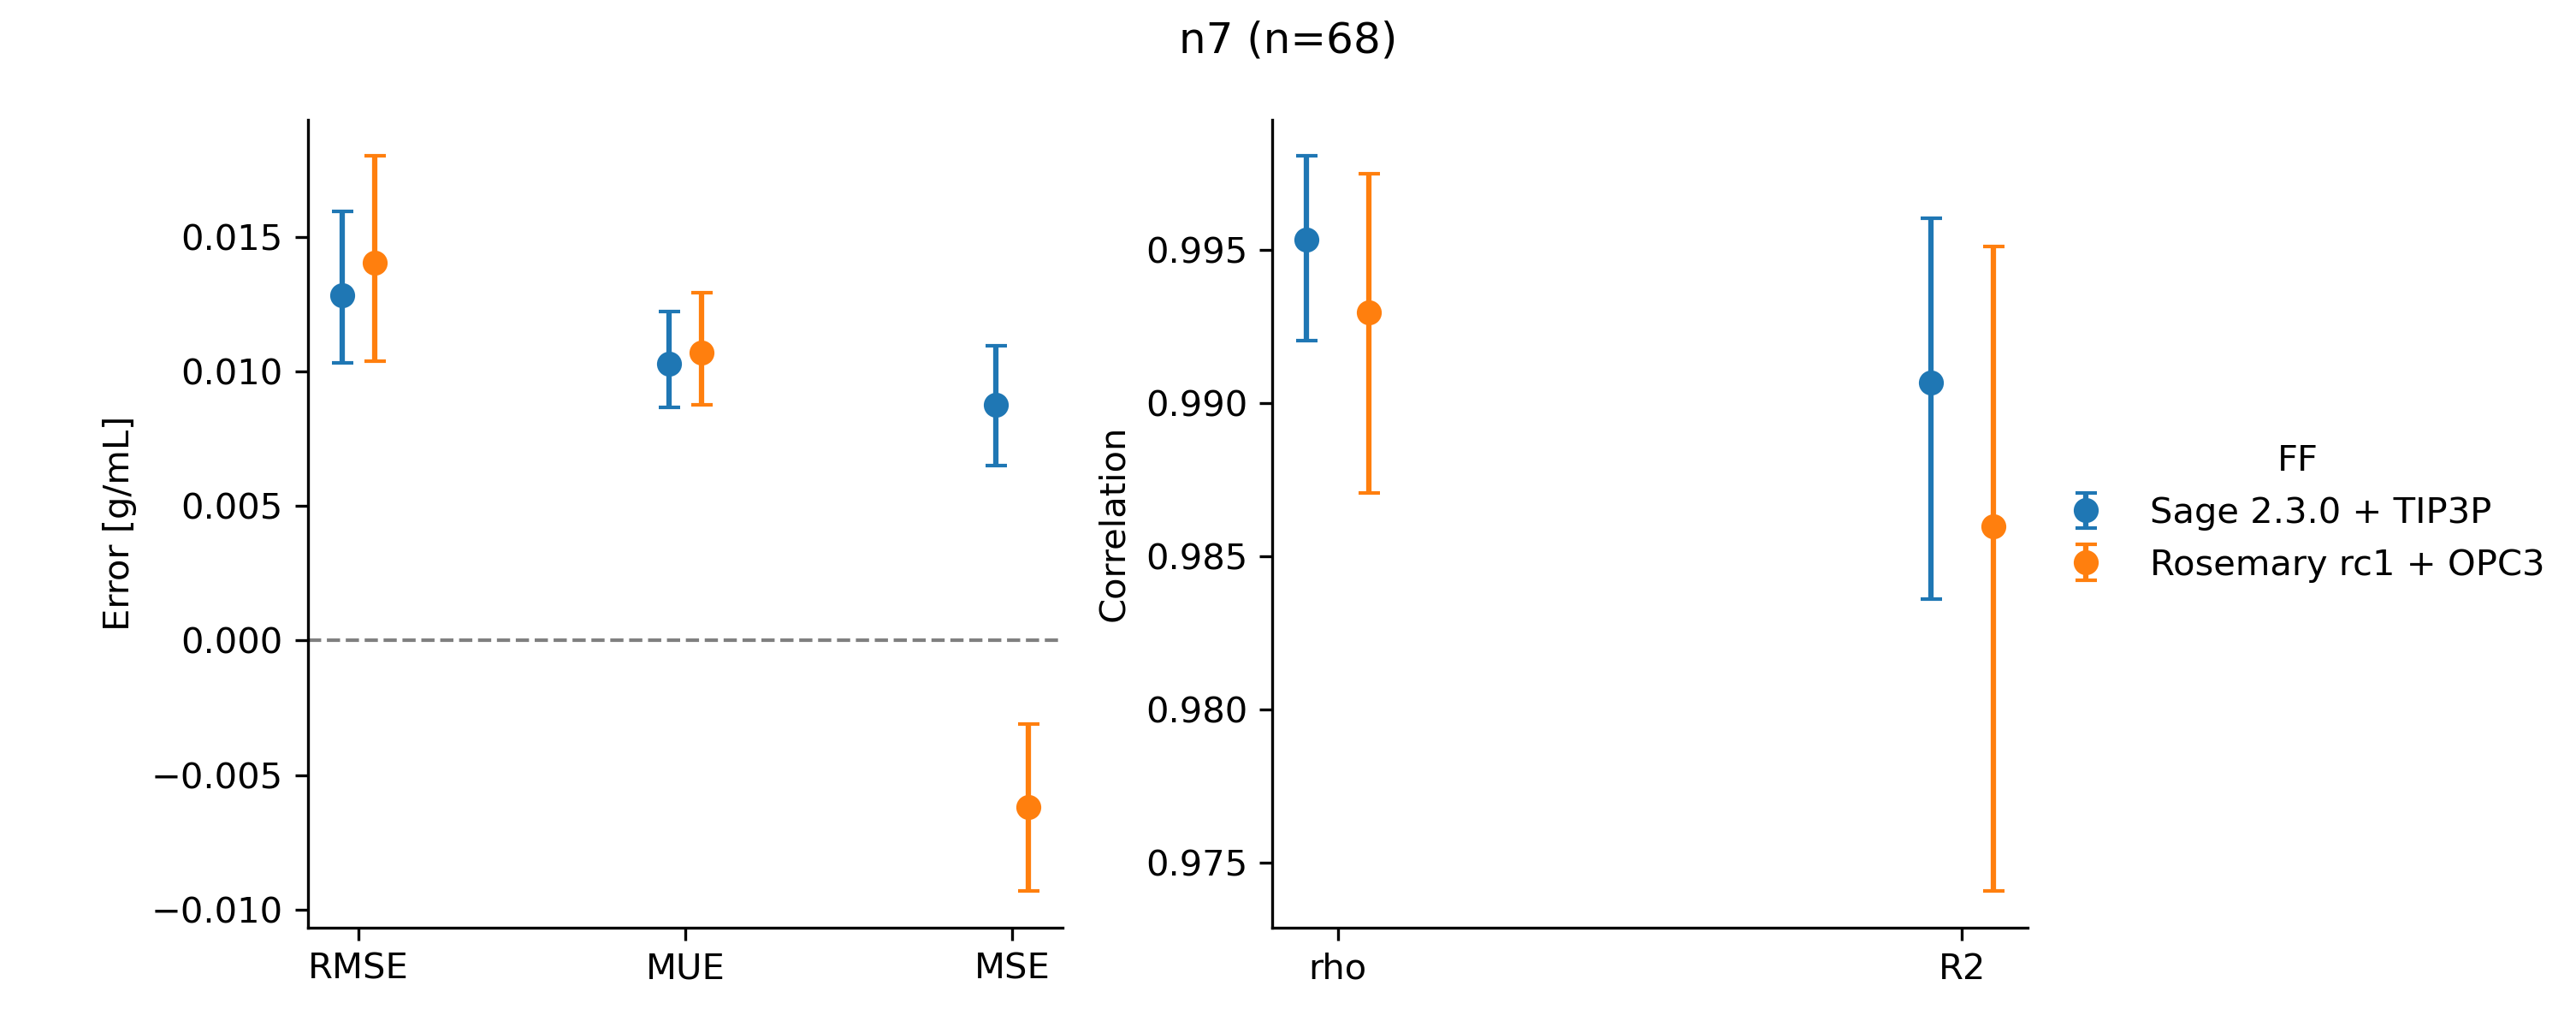 n7 (n=68)
Error [g/mL]
0.015
0.010
0.005
0.000
−0.005
−0.010
RMSE
MUE
MSE
Correlation
0.995
0.990
0.985
0.980
0.975
rho
R2
FF
Sage 2.3.0 + TIP3P
Rosemary rc1 + OPC3